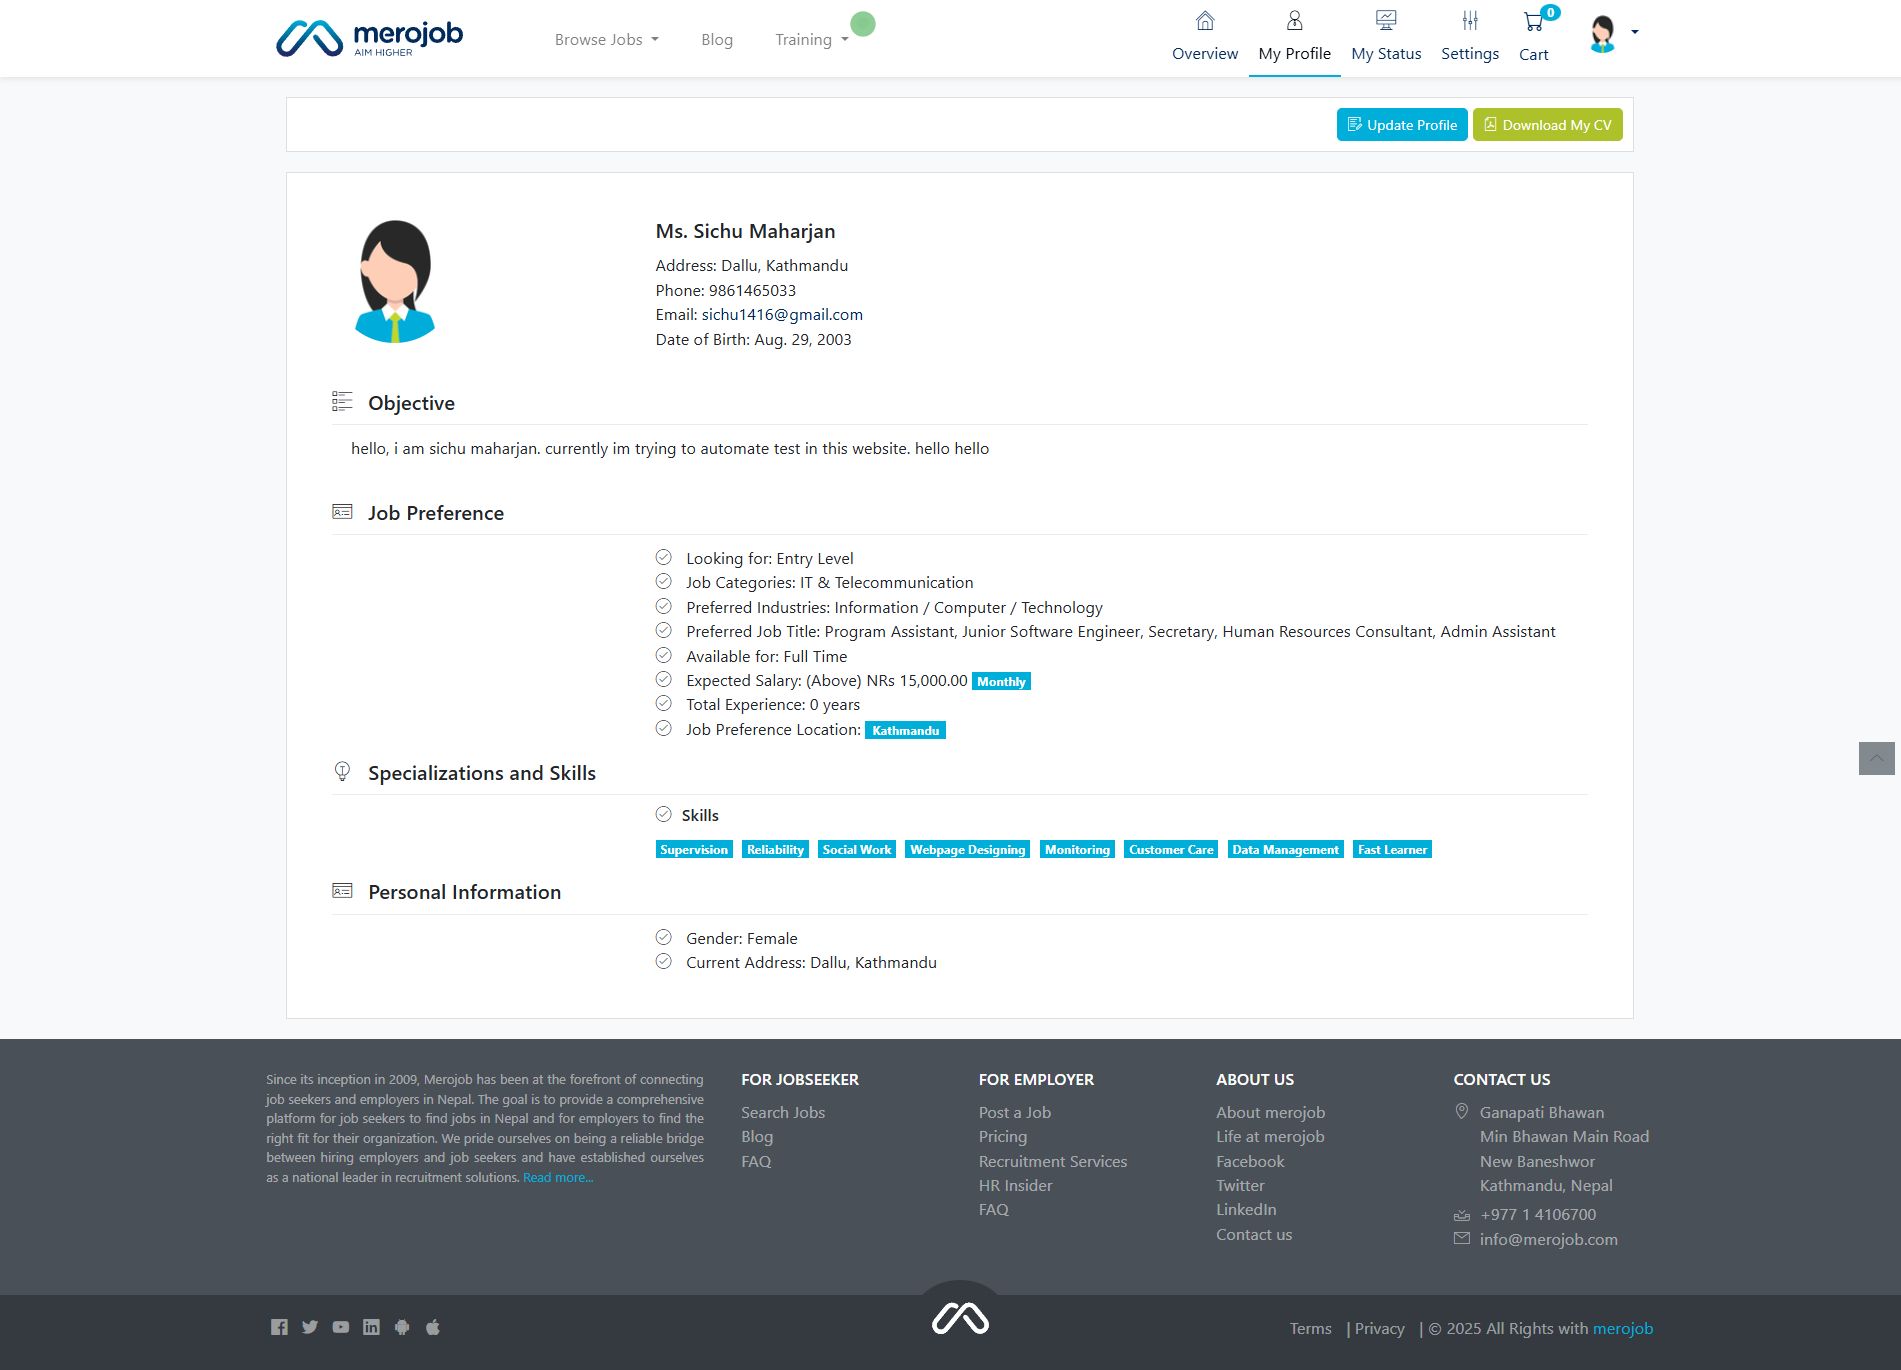 merojob
AIM HIGHER
Browse Jobs
Blog
Training
Overview
My Profile
My Status
Settings
0
Cart
Update Profile
Download My CV
Ms. Sichu Maharjan
Address: Dallu, Kathmandu
Phone: 9861465033
Email: sichu1416@gmail.com
Date of Birth: Aug. 29, 2003
Objective
hello, i am sichu maharjan. currently im trying to automate test in this website. hello hello
Job Preference
Looking for: Entry Level
Job Categories: IT & Telecommunication
Preferred Industries: Information / Computer / Technology
Preferred Job Title: Program Assistant, Junior Software Engineer, Secretary, Human Resources Consultant, Admin Assistant
Available for: Full Time
Expected Salary: (Above) NRs 15,000.00 Monthly
Total Experience: 0 years
Job Preference Location: Kathmandu
Specializations and Skills
Skills
Supervision Reliability Social Work Webpage Designing Monitoring Customer Care Data Management Fast Learner
Personal Information
Gender: Female
Current Address: Dallu, Kathmandu
Since its inception in 2009, Merojob has been at the forefront of connecting
job seekers and employers in Nepal. The goal is to provide a comprehensive
platform for job seekers to find jobs in Nepal and for employers to find the
right fit for their organization. We pride ourselves on being a reliable bridge
between hiring employers and job seekers and have established ourselves
as a national leader in recruitment solutions. Read more...
FOR JOBSEEKER
Search Jobs
Blog
FAQ
FOR EMPLOYER
Post a Job
Pricing
Recruitment Services
HR Insider
FAQ
ABOUT US
About merojob
Life at merojob
Facebook
Twitter
LinkedIn
Contact us
CONTACT US
Ganapati Bhawan
Min Bhawan Main Road
New Baneshwor
Kathmandu, Nepal
+977 1 4106700
info@merojob.com
Terms | Privacy | © 2025 All Rights with merojob